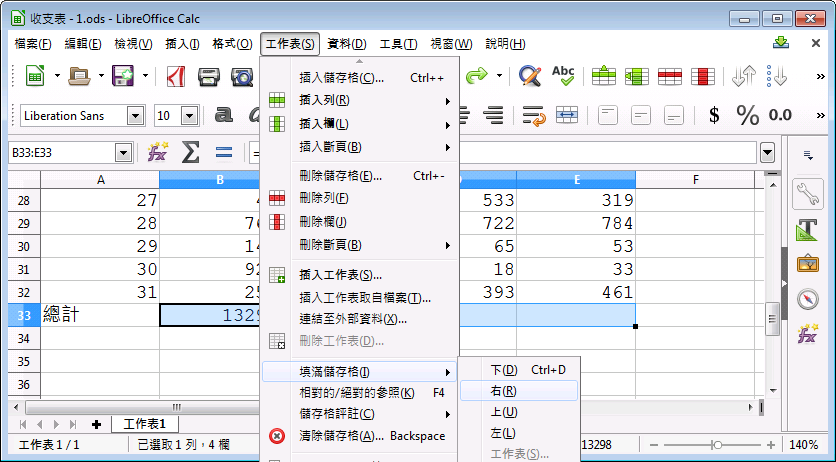 收支表 - 1.ods - LibreOffice Calc
檔案(F) 編輯(E) 檢視(V) 插入(I) 格式(O) 工作表(S) 資料(D) 工具(T) 視窗(W) 說明(H)
插入儲存格(C)... Ctrl++
Abc
插入列(R)
Liberation Sans 10 a a $ % 0.0
插入欄(L)
插入斷頁(B)
B33:E33 fx Σ = =
刪除儲存格(E)... Ctrl+-
A B E F
28 27 533 319
刪除列(F)
29 28 76 722 784
刪除欄(J)
30 29 14 65 53
刪除斷頁(B)
31 30 92 18 33
插入工作表(S)...
32 31 25 393 461
插入工作表取自檔案(T)...
33 總計 1329
連結至外部資料(X)...
34
刪除工作表(D)...
35
填滿儲存格(I)
下(D) Ctrl+D
36
相對的/絕對的參照(K) F4
右(R)
儲存格評註(C)
上(U)
工作表1
清除儲存格(A)... Backspace
左(L)
工作表1 / 1 已選取 1 列，4 欄 13298 140%
工作表(S)...